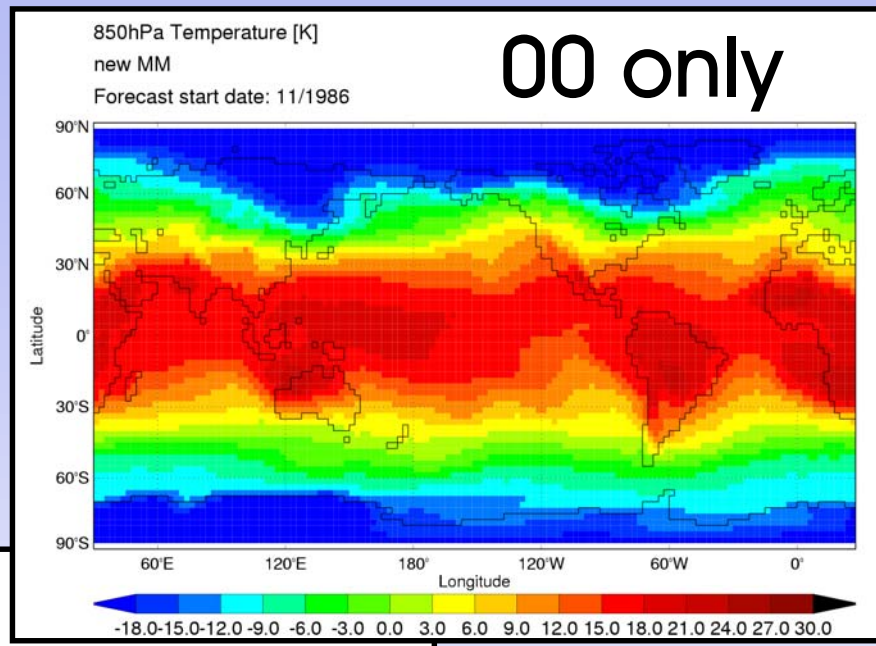 850hPa Temperature [K]
new MM
Forecast start date: 11/1986
00 only
90°N
60°N
30°N
0°
30°S
60°S
90°S
Latitude
60°E 120°E 180° 120°W 60°W 0°
Longitude
-18.0-15.0-12.0 -9.0 -6.0 -3.0 0.0 3.0 6.0 9.0 12.0 15.0 18.0 21.0 24.0 27.0 30.0